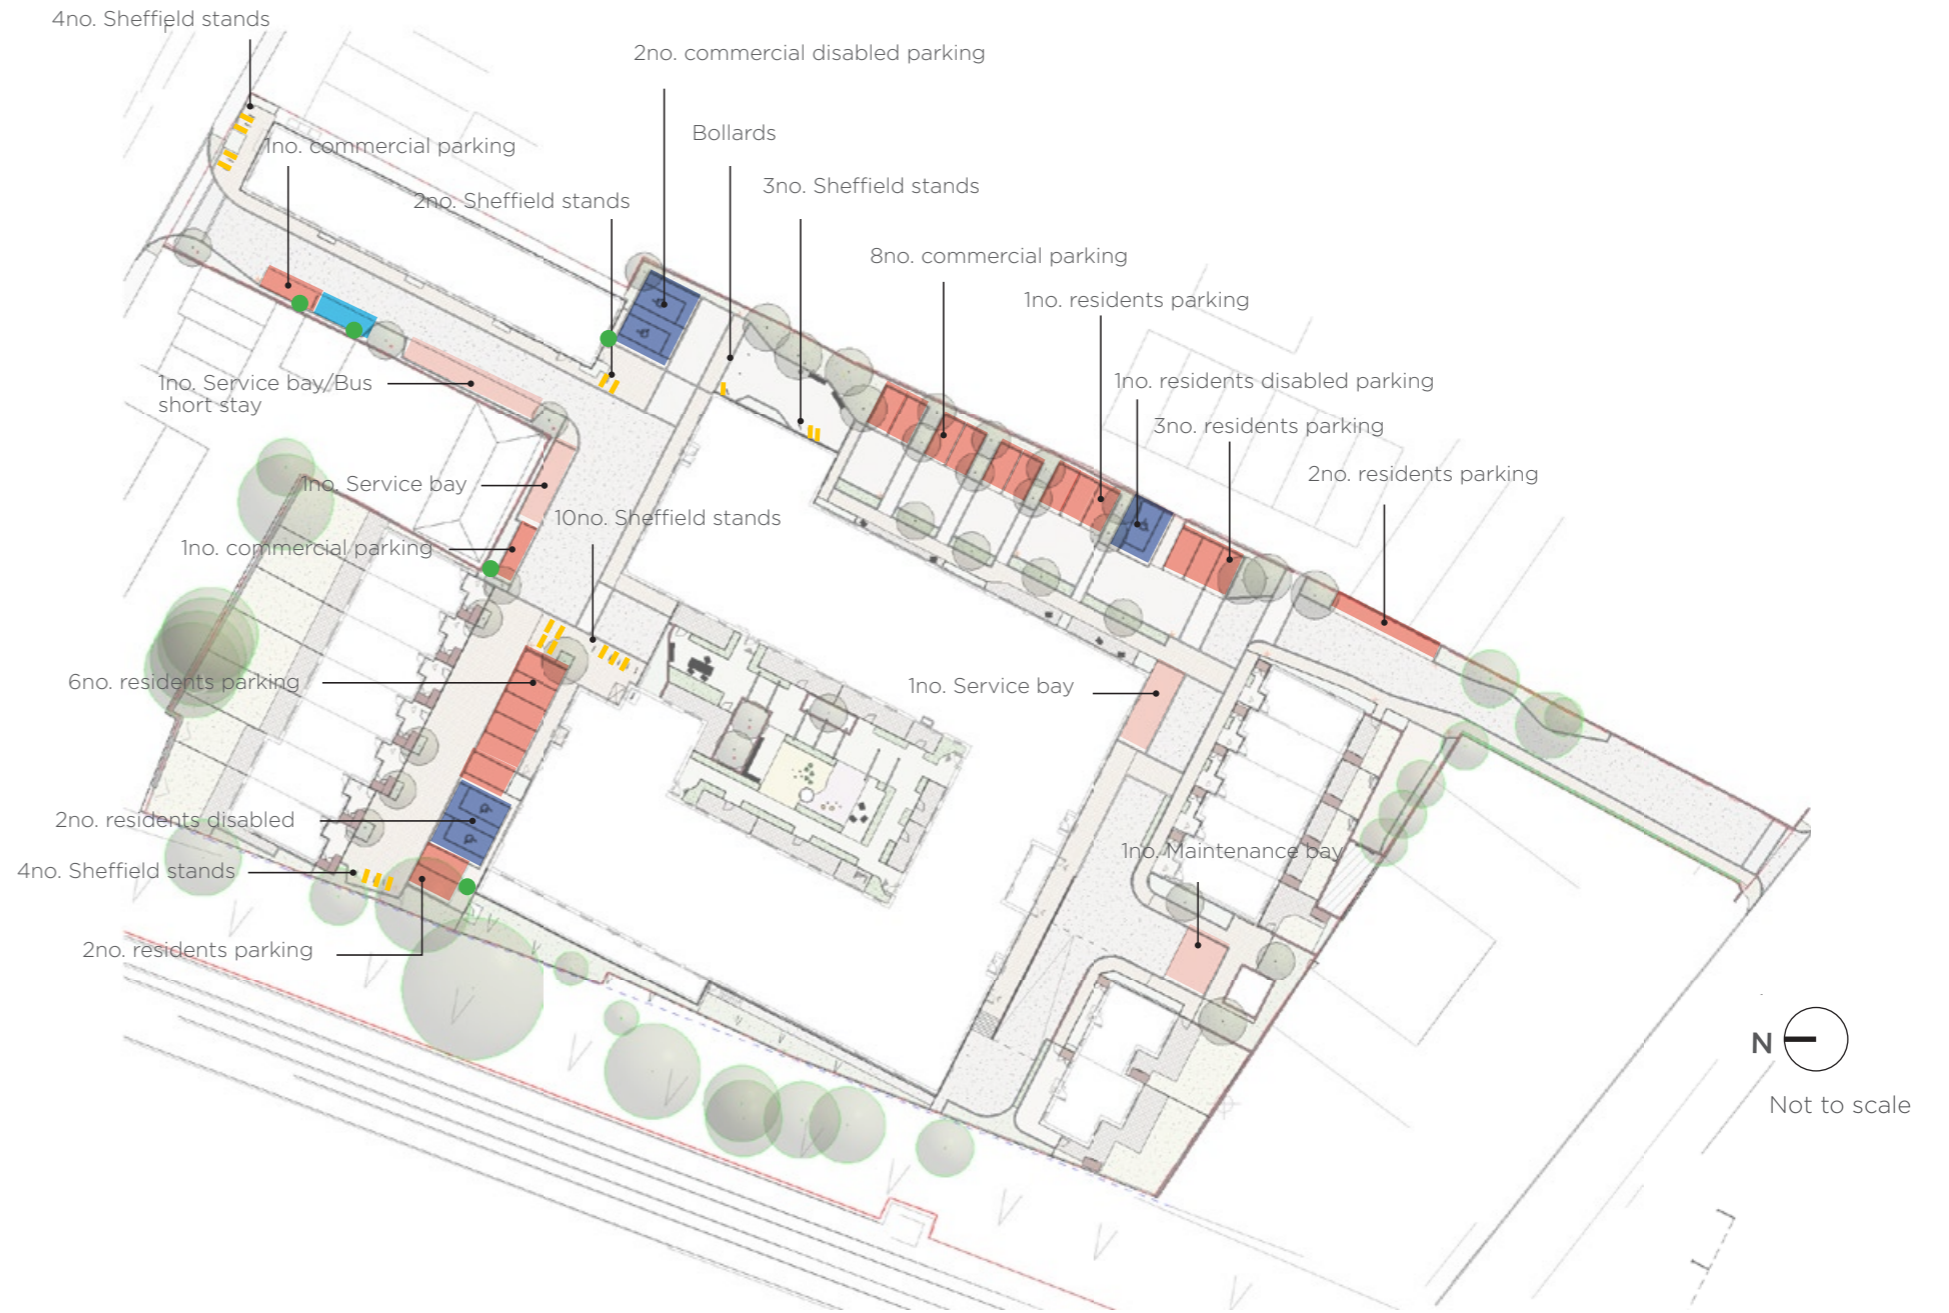 4no. Sheffield stands
2no. commercial disabled parking
Bollards
1no. commercial parking
3no. Sheffield stands
2no. Sheffield stands
8no. commercial parking
1no. residents parking
1no. Service bay/Bus
short stay
1no. residents disabled parking
3no. residents parking
2no. residents parking
1no. Service bay
10no. Sheffield stands
1no. commercial parking
6no. residents parking
1no. Service bay
2no. residents disabled
1no. Maintenance bay
4no. Sheffield stands
2no. residents parking
N
Not to scale